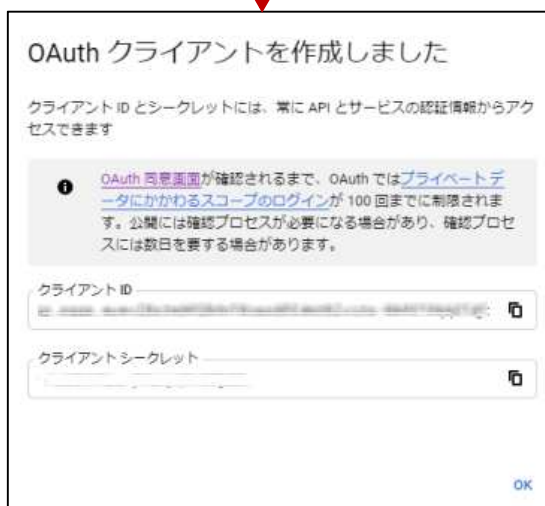 OAuth クライアントを作成しました
クライアント ID とシークレットには、常に API とサービスの認証情報からアク
セスできます
OAuth 同意画面が確認されるまで、OAuth ではプライベート デ
ータにかかわるスコープのログインが 100 回までに制限されま
す。公開には確認プロセスが必要になる場合があり、確認プロセ
スには数日を要する場合があります。
クライアント ID
クライアント シークレット
OK